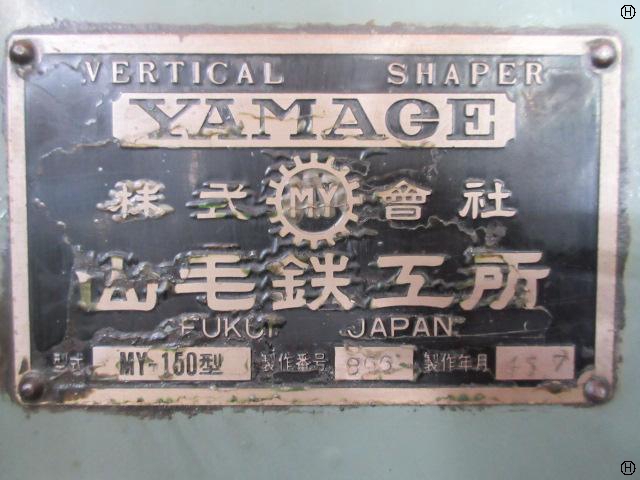 VERTICAL SHAPER
YAMAGE
株式 MY 會社
山毛鉄工所
FUKUI JAPAN
型式 MY-150型 製作番号 製作年月
H
H